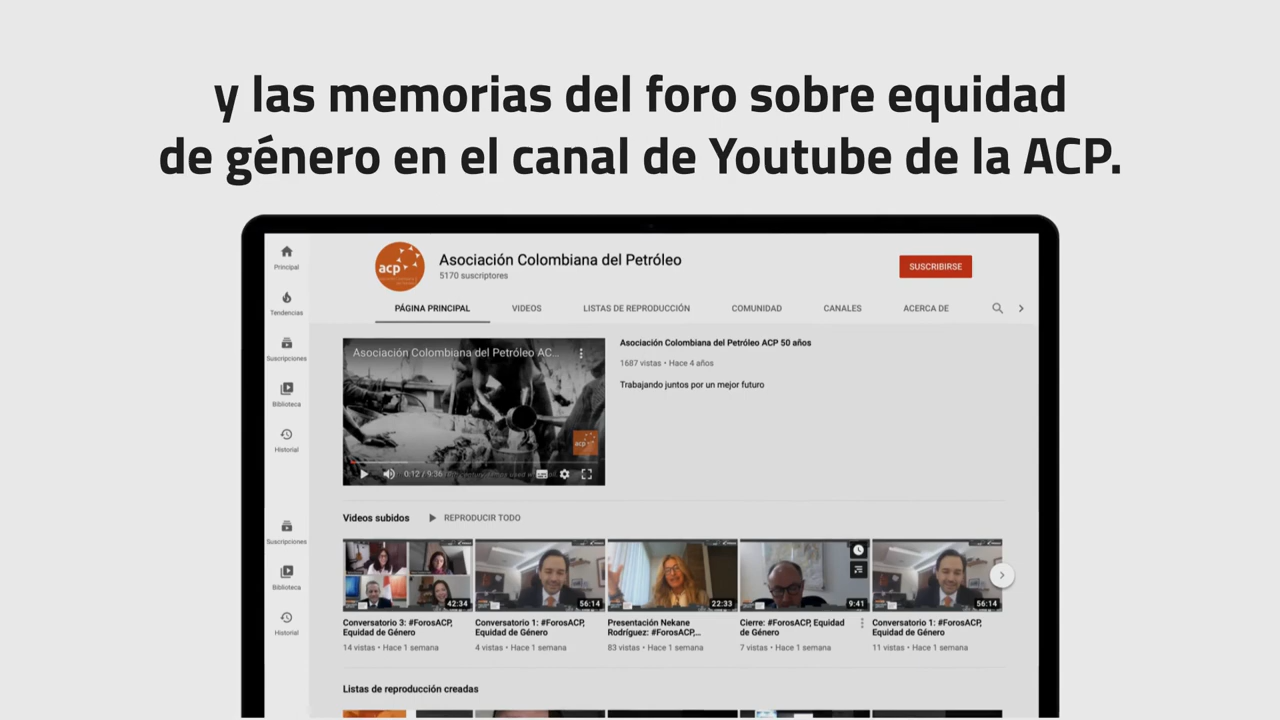 y las memorias del foro sobre equidad
de género en el canal de Youtube de la ACP.
Principal
Tendencias
Suscripciones
Biblioteca
Historial
Suscripciones
Biblioteca
Historial
acp
Asociación Colombiana del Petróleo
5170 suscriptores
SUSCRIBIRSE
PÁGINA PRINCIPAL VIDEOS LISTAS DE REPRODUCCIÓN COMUNIDAD CANALES ACERCA DE
Asociación Colombiana del Petróleo AC...
acp
0:12 / 9:36
Asociación Colombiana del Petróleo ACP 50 años
1687 vistas • Hace 4 años
Trabajando juntos por un mejor futuro
Videos subidos REPRODUCIR TODO
42:34 56:14 22:33 9:41 56:14
Conversatorio 3: #ForosACP,
Equidad de Género
14 vistas • Hace 1 semana
Conversatorio 1: #ForosACP,
Equidad de Género
4 vistas • Hace 1 semana
Presentación Nekane
Rodríguez: #ForosACP,...
83 vistas • Hace 1 semana
Cierre: #ForosACP, Equidad
de Género
7 vistas • Hace 1 semana
Conversatorio 1: #ForosACP,
Equidad de Género
11 vistas • Hace 1 semana
Listas de reproducción creadas